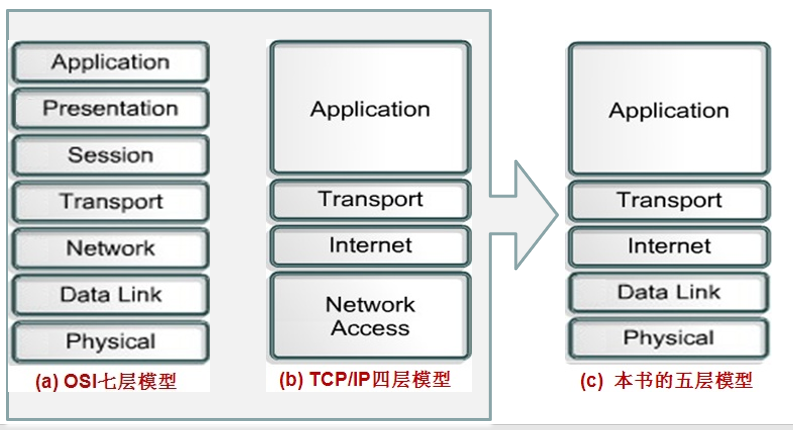 Application
Presentation
Session
Transport
Network
Data Link
Physical
(a) OSI七层模型
Application
Transport
Internet
Network
Access
(b) TCP/IP四层模型
Application
Transport
Internet
Data Link
Physical
(c) 本书的五层模型